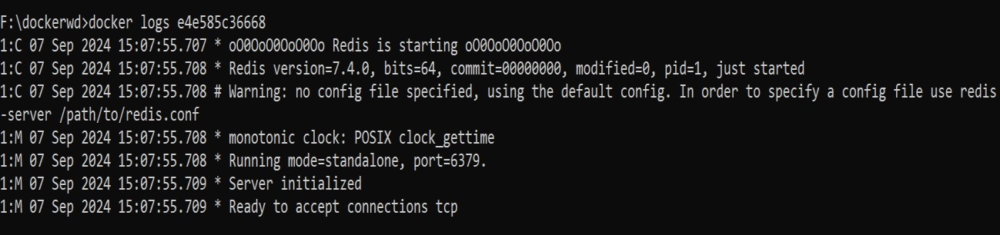 F:\dockerwd>docker logs e4e585c36668
1:C 07 Sep 2024 15:07:55.707 * oO0OoO0OoO0Oo Redis is starting oO0OoO0OoO0Oo
1:C 07 Sep 2024 15:07:55.708 * Redis version=7.4.0, bits=64, commit=00000000, modified=0, pid=1, just started
1:C 07 Sep 2024 15:07:55.708 # Warning: no config file specified, using the default config. In order to specify a config file use redis
-server /path/to/redis.conf
1:M 07 Sep 2024 15:07:55.708 * monotonic clock: POSIX clock_gettime
1:M 07 Sep 2024 15:07:55.708 * Running mode=standalone, port=6379.
1:M 07 Sep 2024 15:07:55.709 * Server initialized
1:M 07 Sep 2024 15:07:55.709 * Ready to accept connections tcp